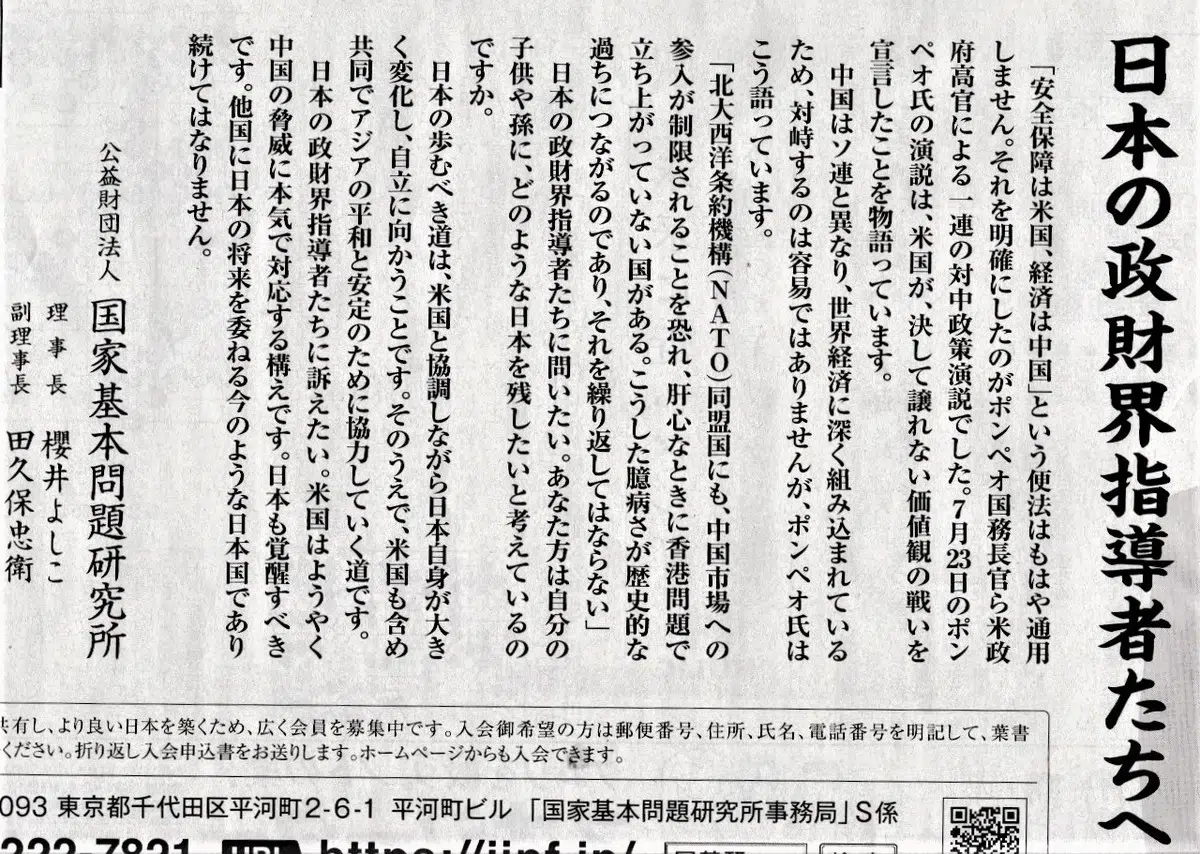 日本の政財界指導者たちへ
「安全保障は米国、経済は中国」という便法はもはや通用
しません。それを明確にしたのがポンペオ国務長官ら米政
府高官による一連の対中政策演説でした。7月23日のポン
ペオ氏の演説は、米国が、決して譲れない価値観の戦いを
宣言したことを物語っています。
中国はソ連と異なり、世界経済に深く組み込まれている
ため、対峙するのは容易ではありませんが、ポンペオ氏は
こう語っています。
「北大西洋条約機構(NATO)同盟国にも、中国市場への
参入が制限されることを恐れ、肝心なときに香港問題で
立ち上がっていない国がある。こうした臆病さが歴史的な
過ちにつながるのであり、それを繰り返してはならない」
日本の政財界指導者たちに問いたい。あなた方は自分の
子供や孫に、どのような日本を残したいと考えているの
ですか。
日本の歩むべき道は、米国と協調しながら日本自身が大き
く変化し、自立に向かうことです。そのうえで、米国も含め
共同でアジアの平和と安定のために協力していく道です。
日本の政財界指導者たちに訴えたい。米国はようやく
中国の脅威に本気で対応する構えです。日本も覚醒すべき
です。他国に日本の将来を委ねる今のような日本国であり
続けてはなりません。
公益財団法人 国家基本問題研究所
理事長 櫻井よしこ
副理事長 田久保忠衛
共有し、より良い日本を築くため、広く会員を募集中です。入会御希望の方は郵便番号、住所、氏名、電話番号を明記して、葉書
ください。折り返し入会申込書をお送りします。ホームページからも入会できます。
093 東京都千代田区平河町2-6-1 平河町ビル 「国家基本問題研究所事務局」S係
222-7821 URL https://jinf.jp/